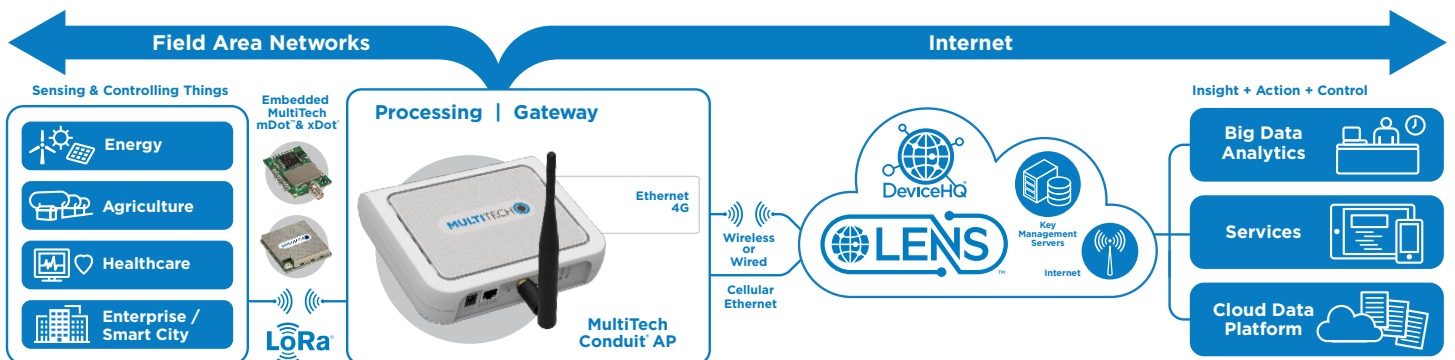 Field Area Networks
Internet
Sensing & Controlling Things
Energy
Agriculture
Healthcare
Enterprise /
Smart City
Embedded
MultiTech
mDot™ & xDot®
LoRa®
Processing | Gateway
MULTITECH
Ethernet
4G
MultiTech
Conduit® AP
Wireless
or
Wired
Cellular
Ethernet
DeviceHQ®
LENS™
Key
Management
Servers
Internet
Insight + Action + Control
Big Data
Analytics
Services
Cloud Data
Platform